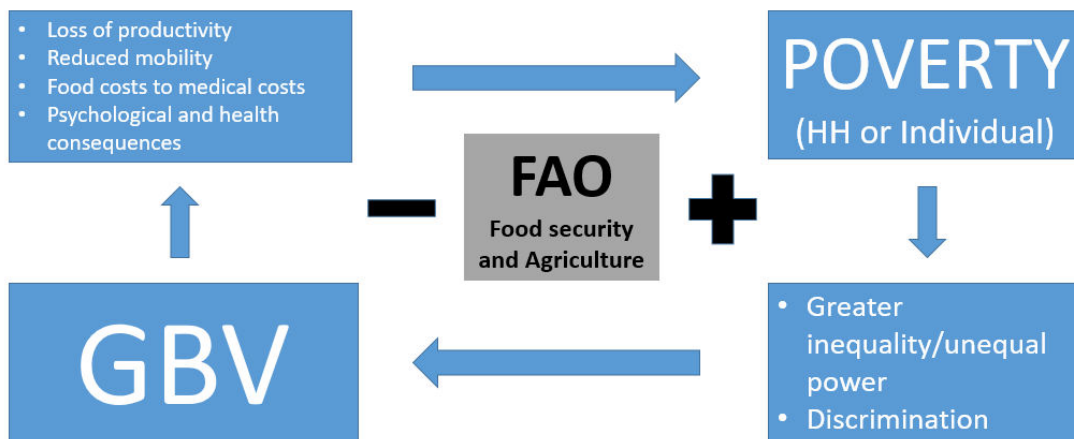 • Loss of productivity
• Reduced mobility
• Food costs to medical costs
• Psychological and health
consequences
POVERTY
(HH or Individual)
FAO
Food security
and Agriculture
GBV
• Greater
inequality/unequal
power
• Discrimination